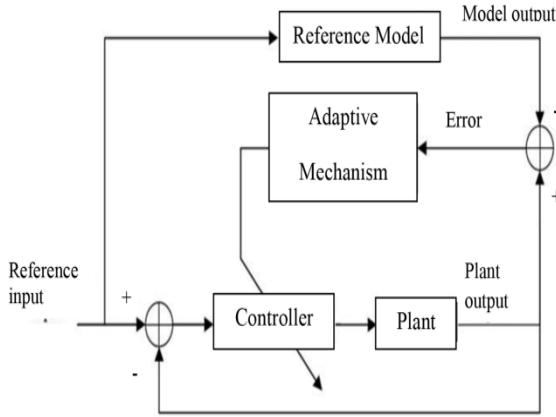 Model output
Reference Model
-
Adaptive
Mechanism
Error
+
Reference
input
+
Controller
Plant
Plant
output
-